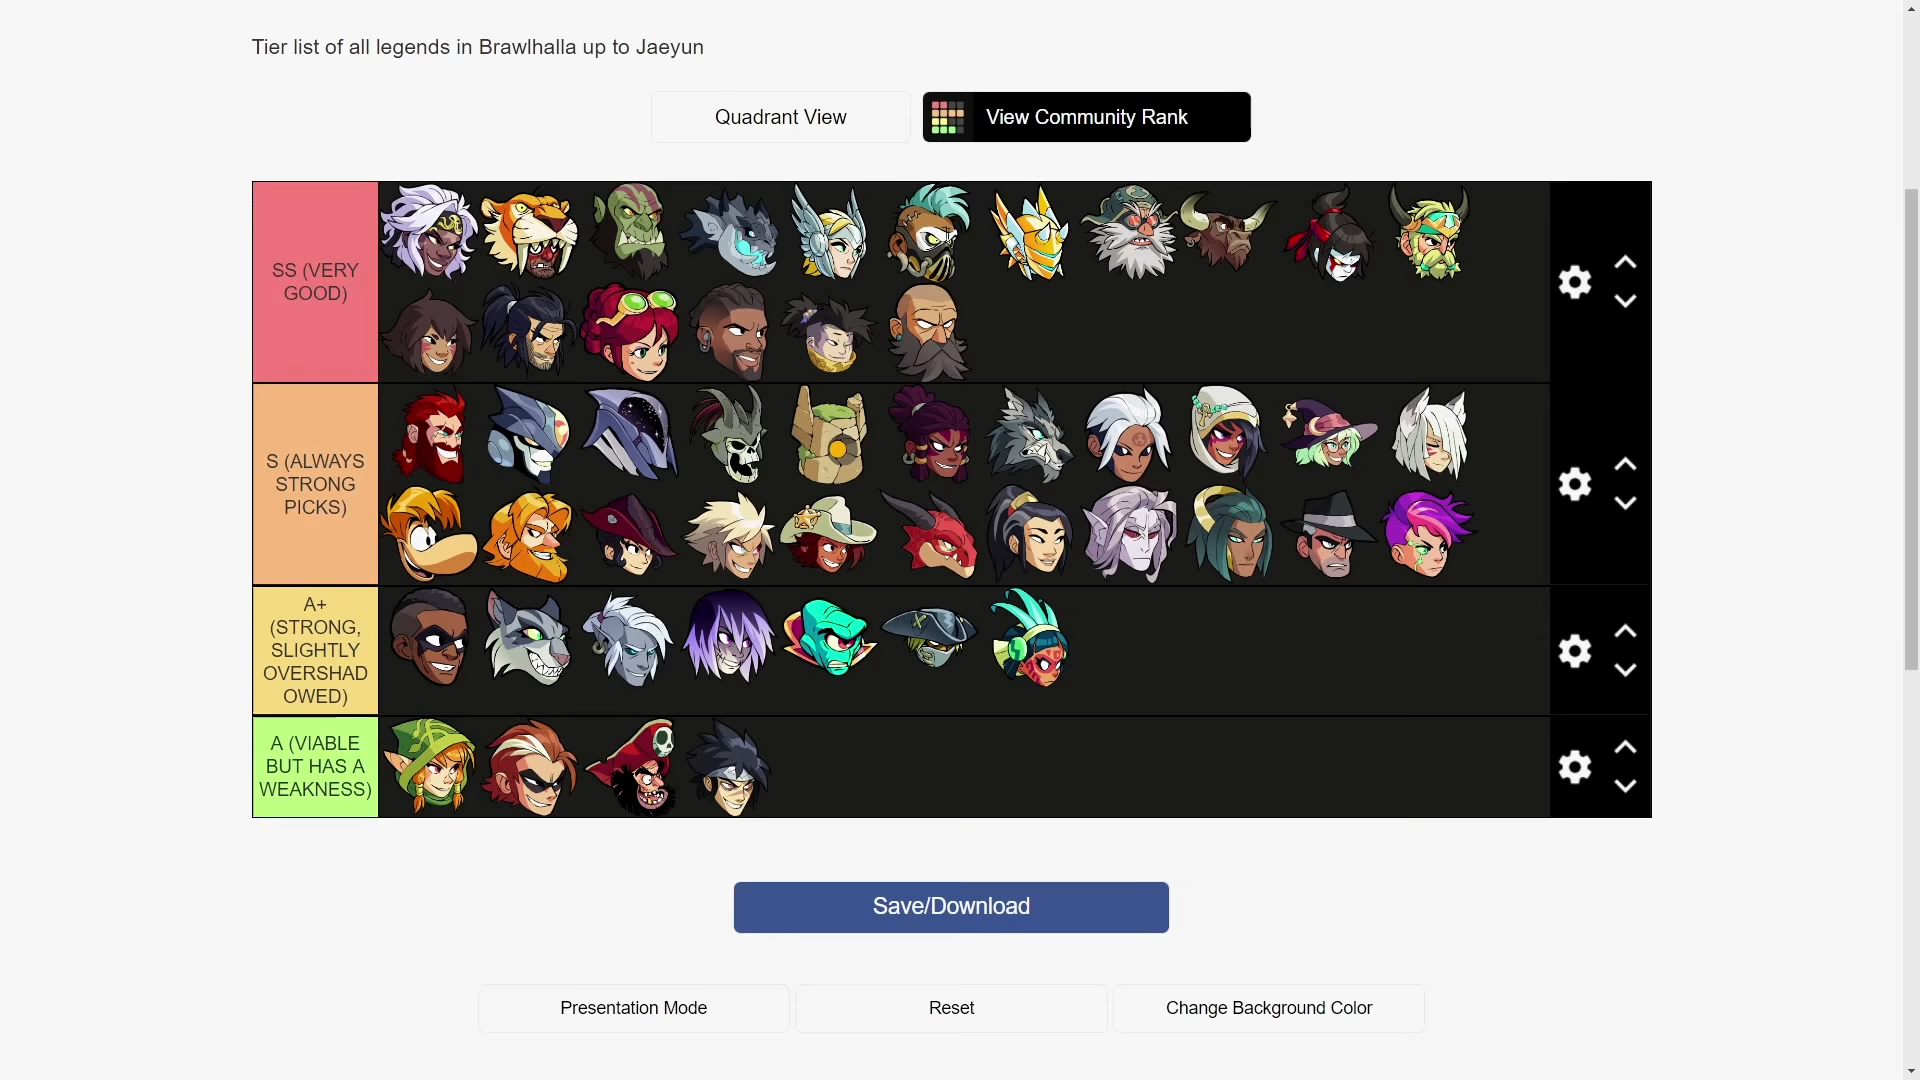 Tier list of all legends in Brawlhalla up to Jaeyun
Quadrant View
View Community Rank
SS (VERY
GOOD)
S (ALWAYS
STRONG
PICKS)
A+
(STRONG,
SLIGHTLY
OVERSHAD
OWED)
A (VIABLE
BUT HAS A
WEAKNESS)
Save/Download
Presentation Mode
Reset
Change Background Color